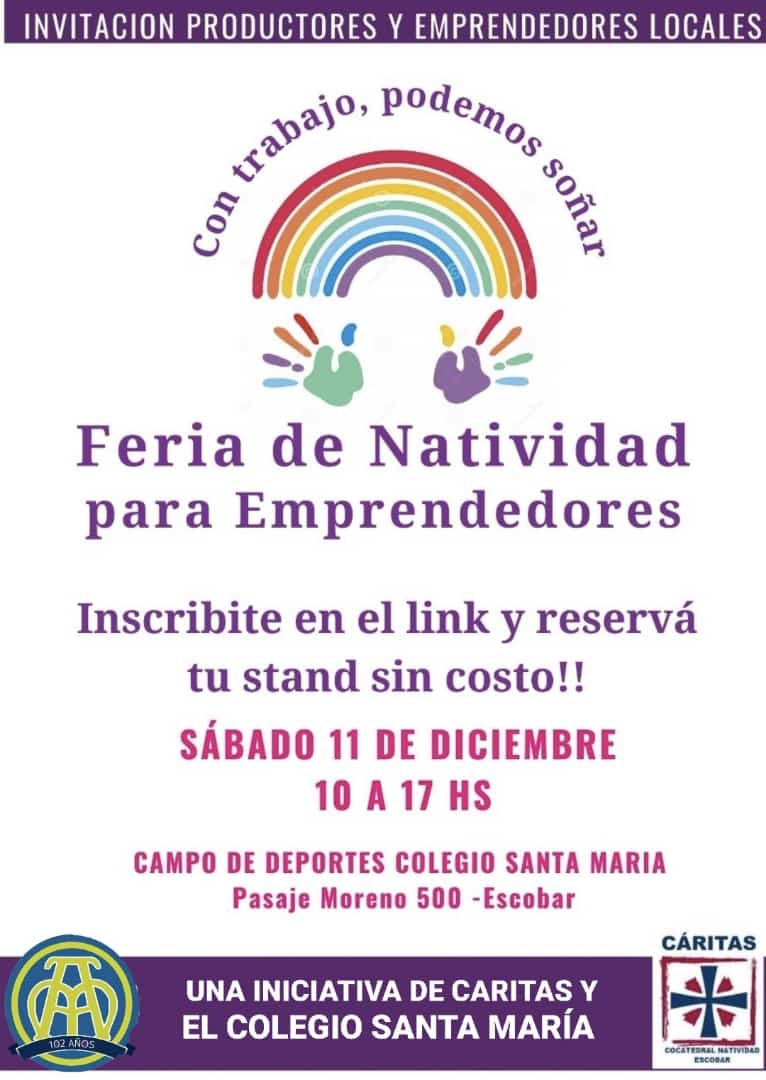 INVITACION PRODUCTORES Y EMPRENDEDORES LOCALES
Con trabajo, podemos soñar
Feria de Natividad
para Emprendedores
Inscribite en el link y reservá
tu stand sin costo!!
SÁBADO 11 DE DICIEMBRE
10 A 17 HS
CAMPO DE DEPORTES COLEGIO SANTA MARIA
Pasaje Moreno 500 -Escobar
UNA INICIATIVA DE CARITAS Y
EL COLEGIO SANTA MARÍA
102 AÑOS
CÁRITAS
COCATEDRAL NATIVIDAD
ESCOBAR